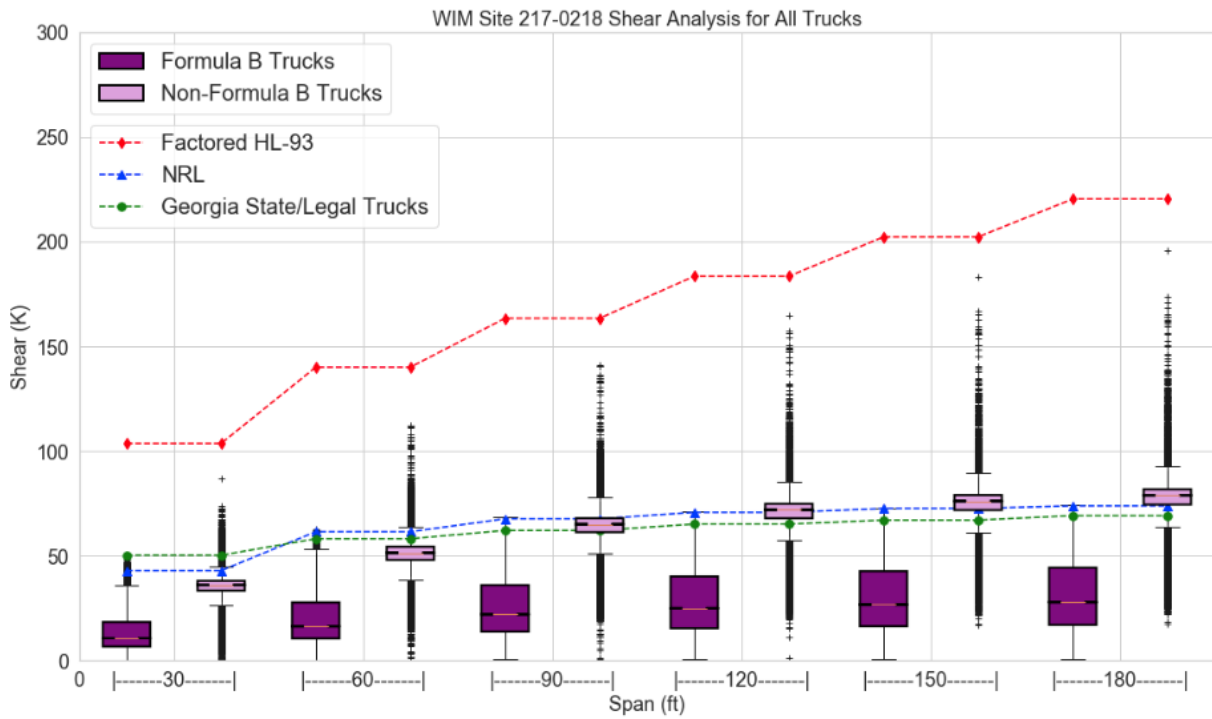 WIM Site 217-0218 Shear Analysis for All Trucks
300
250
200
150
100
50
0
Shear (K)
Formula B Trucks
Non-Formula B Trucks
Factored HL-93
NRL
Georgia State/Legal Trucks
0 |-------30-------| |-------60-------| |-------90-------| |------120-------| |------150-------| |------180-------|
Span (ft)